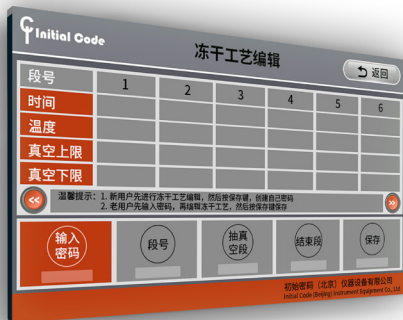 Initial Code
冻干工艺编辑
返回
段号 1 2 3 4 5 6
时间
温度
真空上限
真空下限
温馨提示：1. 新用户先进行冻干工艺编辑，然后按保存键，创建自己密码
2. 老用户先输入密码，再编辑冻干工艺，然后按保存键保存
输入
密码
段号
抽真
空段
结束段
保存
初始密码（北京）仪器设备有限公司
Initial Code (Beijing) Instrument Equipment Co., Ltd